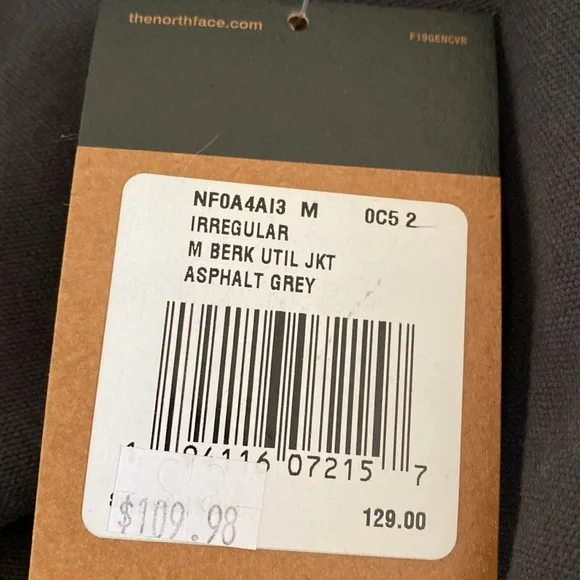 thenorthface.com
F19GENCVR
NF0A4AI3 M 0C5 2
IRREGULAR
M BERK UTIL JKT
ASPHALT GREY
1 94116 07215 7
129.00
$109.98